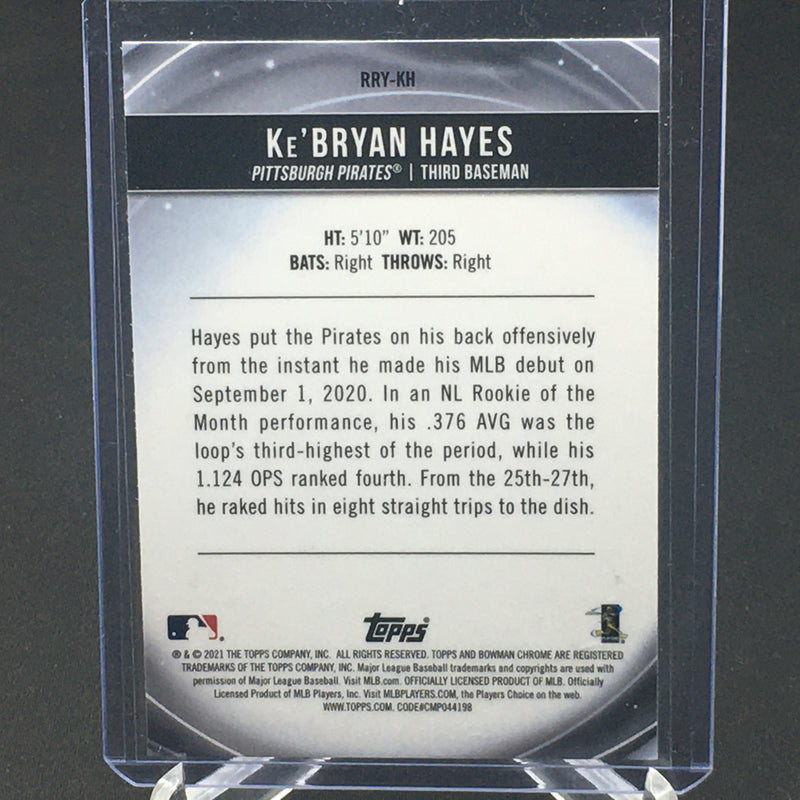 RRY-KH
KE'BRYAN HAYES
PITTSBURGH PIRATES® | THIRD BASEMAN
HT: 5'10" WT: 205
BATS: Right THROWS: Right
Hayes put the Pirates on his back offensively
from the instant he made his MLB debut on
September 1, 2020. In an NL Rookie of the
Month performance, his .376 AVG was the
loop's third-highest of the period, while his
1.124 OPS ranked fourth. From the 25th-27th,
he raked hits in eight straight trips to the dish.
Topps
® & © 2021 THE TOPPS COMPANY, INC. ALL RIGHTS RESERVED. TOPPS AND BOWMAN CHROME ARE REGISTERED
TRADEMARKS OF THE TOPPS COMPANY, INC. Major League Baseball trademarks and copyrights are used with
permission of Major League Baseball. Visit MLB.com. OFFICIALLY LICENSED PRODUCT OF MLB. Officially
Licensed Product of MLB Players, Inc. Visit MLBPLAYERS.COM, the Players Choice on the web.
WWW.TOPPS.COM. CODE#CMP044198